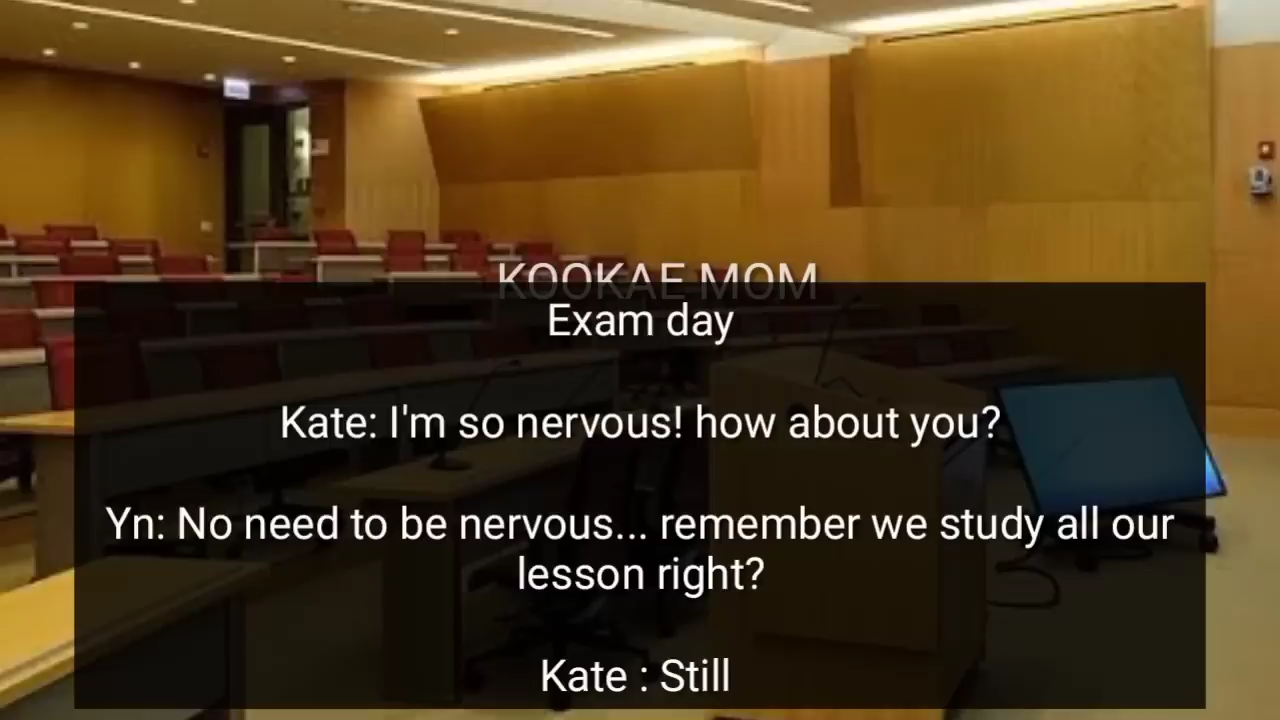 KOOKAE MOM
Exam day
Kate: I'm so nervous! how about you?
Yn: No need to be nervous... remember we study all our
lesson right?
Kate : Still